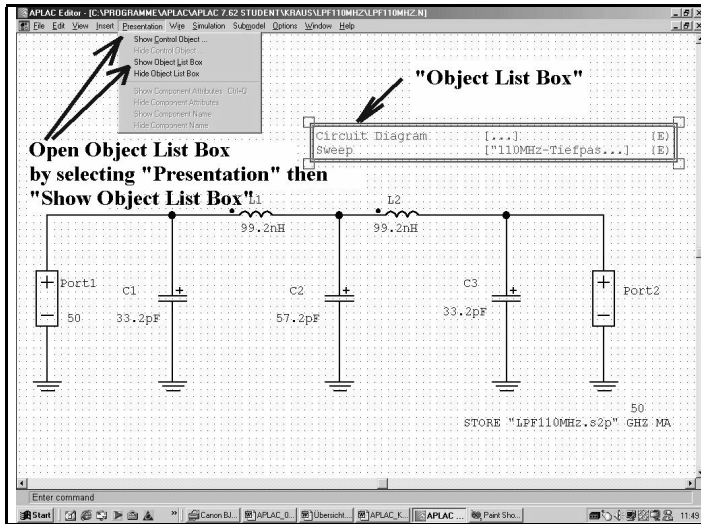 APLAC Editor - [C:\PROGRAMME\APLAC\APLAC 7.62 STUDENT\KRAUS\LPF110MHZ\LPF110MHZ.N]
File Edit View Insert Presentation Wire Simulation Submodel Options Window Help
Show Control Object ...
Hide Control Object ...
Show Object List Box
Hide Object List Box
Show Component Attributes Ctrl+Q
Hide Component Attributes
Show Component Name
Hide Component Name
"Object List Box"
Circuit Diagram [...] (E)
Sweep ["110MHz-Tiefpas...] (E)
Open Object List Box
by selecting "Presentation" then
"Show Object List Box"
L1 L2
99.2nH 99.2nH
Port1 C1 C2 C3 Port2
50 33.2pF 57.2pF 33.2pF
50
STORE "LPF110MHz.s2p" GHZ MA
Enter command
Start Canon BJ... APLAC_0... Übersicht... APLAC_K... APLAC ... Paint Sho... 11:49